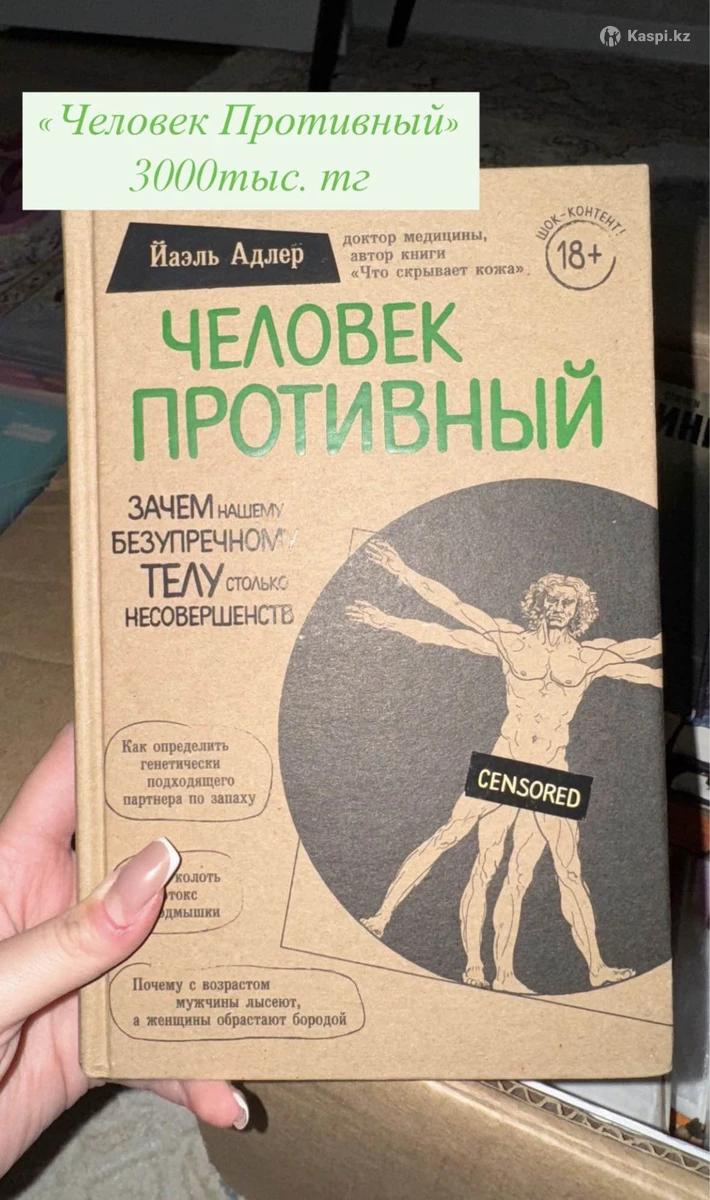 Kaspi.kz
«Человек Противный»
3000тыс. тг
Йаэль Адлер
доктор медицины,
автор книги
«Что скрывает кожа».
ШОК-КОНТЕНТ!
18+
ЧЕЛОВЕК
ПРОТИВНЫЙ
ЗАЧЕМ НАШЕМУ
БЕЗУПРЕЧНОМУ
ТЕЛУ СТОЛЬКО
НЕСОВЕРШЕНСТВ
Как определить
генетически
подходящего
партнера по запаху
CENSORED
колоть
Почему с возрастом
мужчины лысеют,
а женщины обрастают бородой